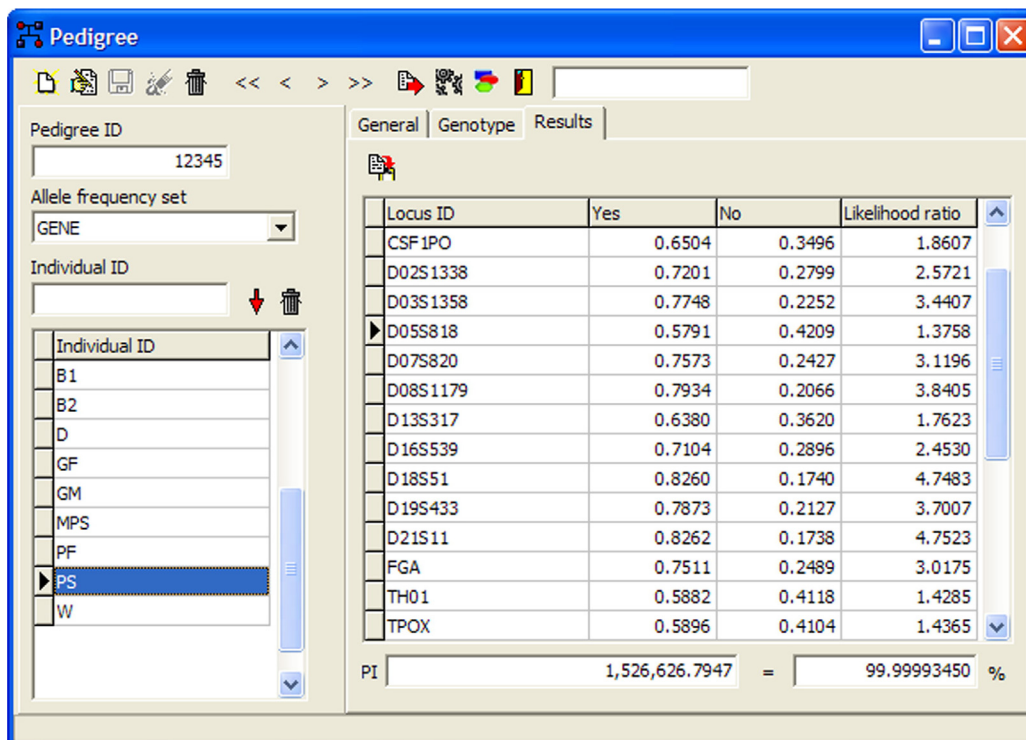 Pedigree
<< < > >>
Pedigree ID
12345
Allele frequency set
GENE
Individual ID
Individual ID
B1
B2
D
GF
GM
MPS
PF
PS
W
General Genotype Results
Locus ID Yes No Likelihood ratio
CSF1PO 0.6504 0.3496 1.8607
D02S1338 0.7201 0.2799 2.5721
D03S1358 0.7748 0.2252 3.4407
D05S818 0.5791 0.4209 1.3758
D07S820 0.7573 0.2427 3.1196
D08S1179 0.7934 0.2066 3.8405
D13S317 0.6380 0.3620 1.7623
D16S539 0.7104 0.2896 2.4530
D18S51 0.8260 0.1740 4.7483
D19S433 0.7873 0.2127 3.7007
D21S11 0.8262 0.1738 4.7523
FGA 0.7511 0.2489 3.0175
TH01 0.5882 0.4118 1.4285
TPOX 0.5896 0.4104 1.4365
PI 1,526,626.7947 = 99.99993450 %